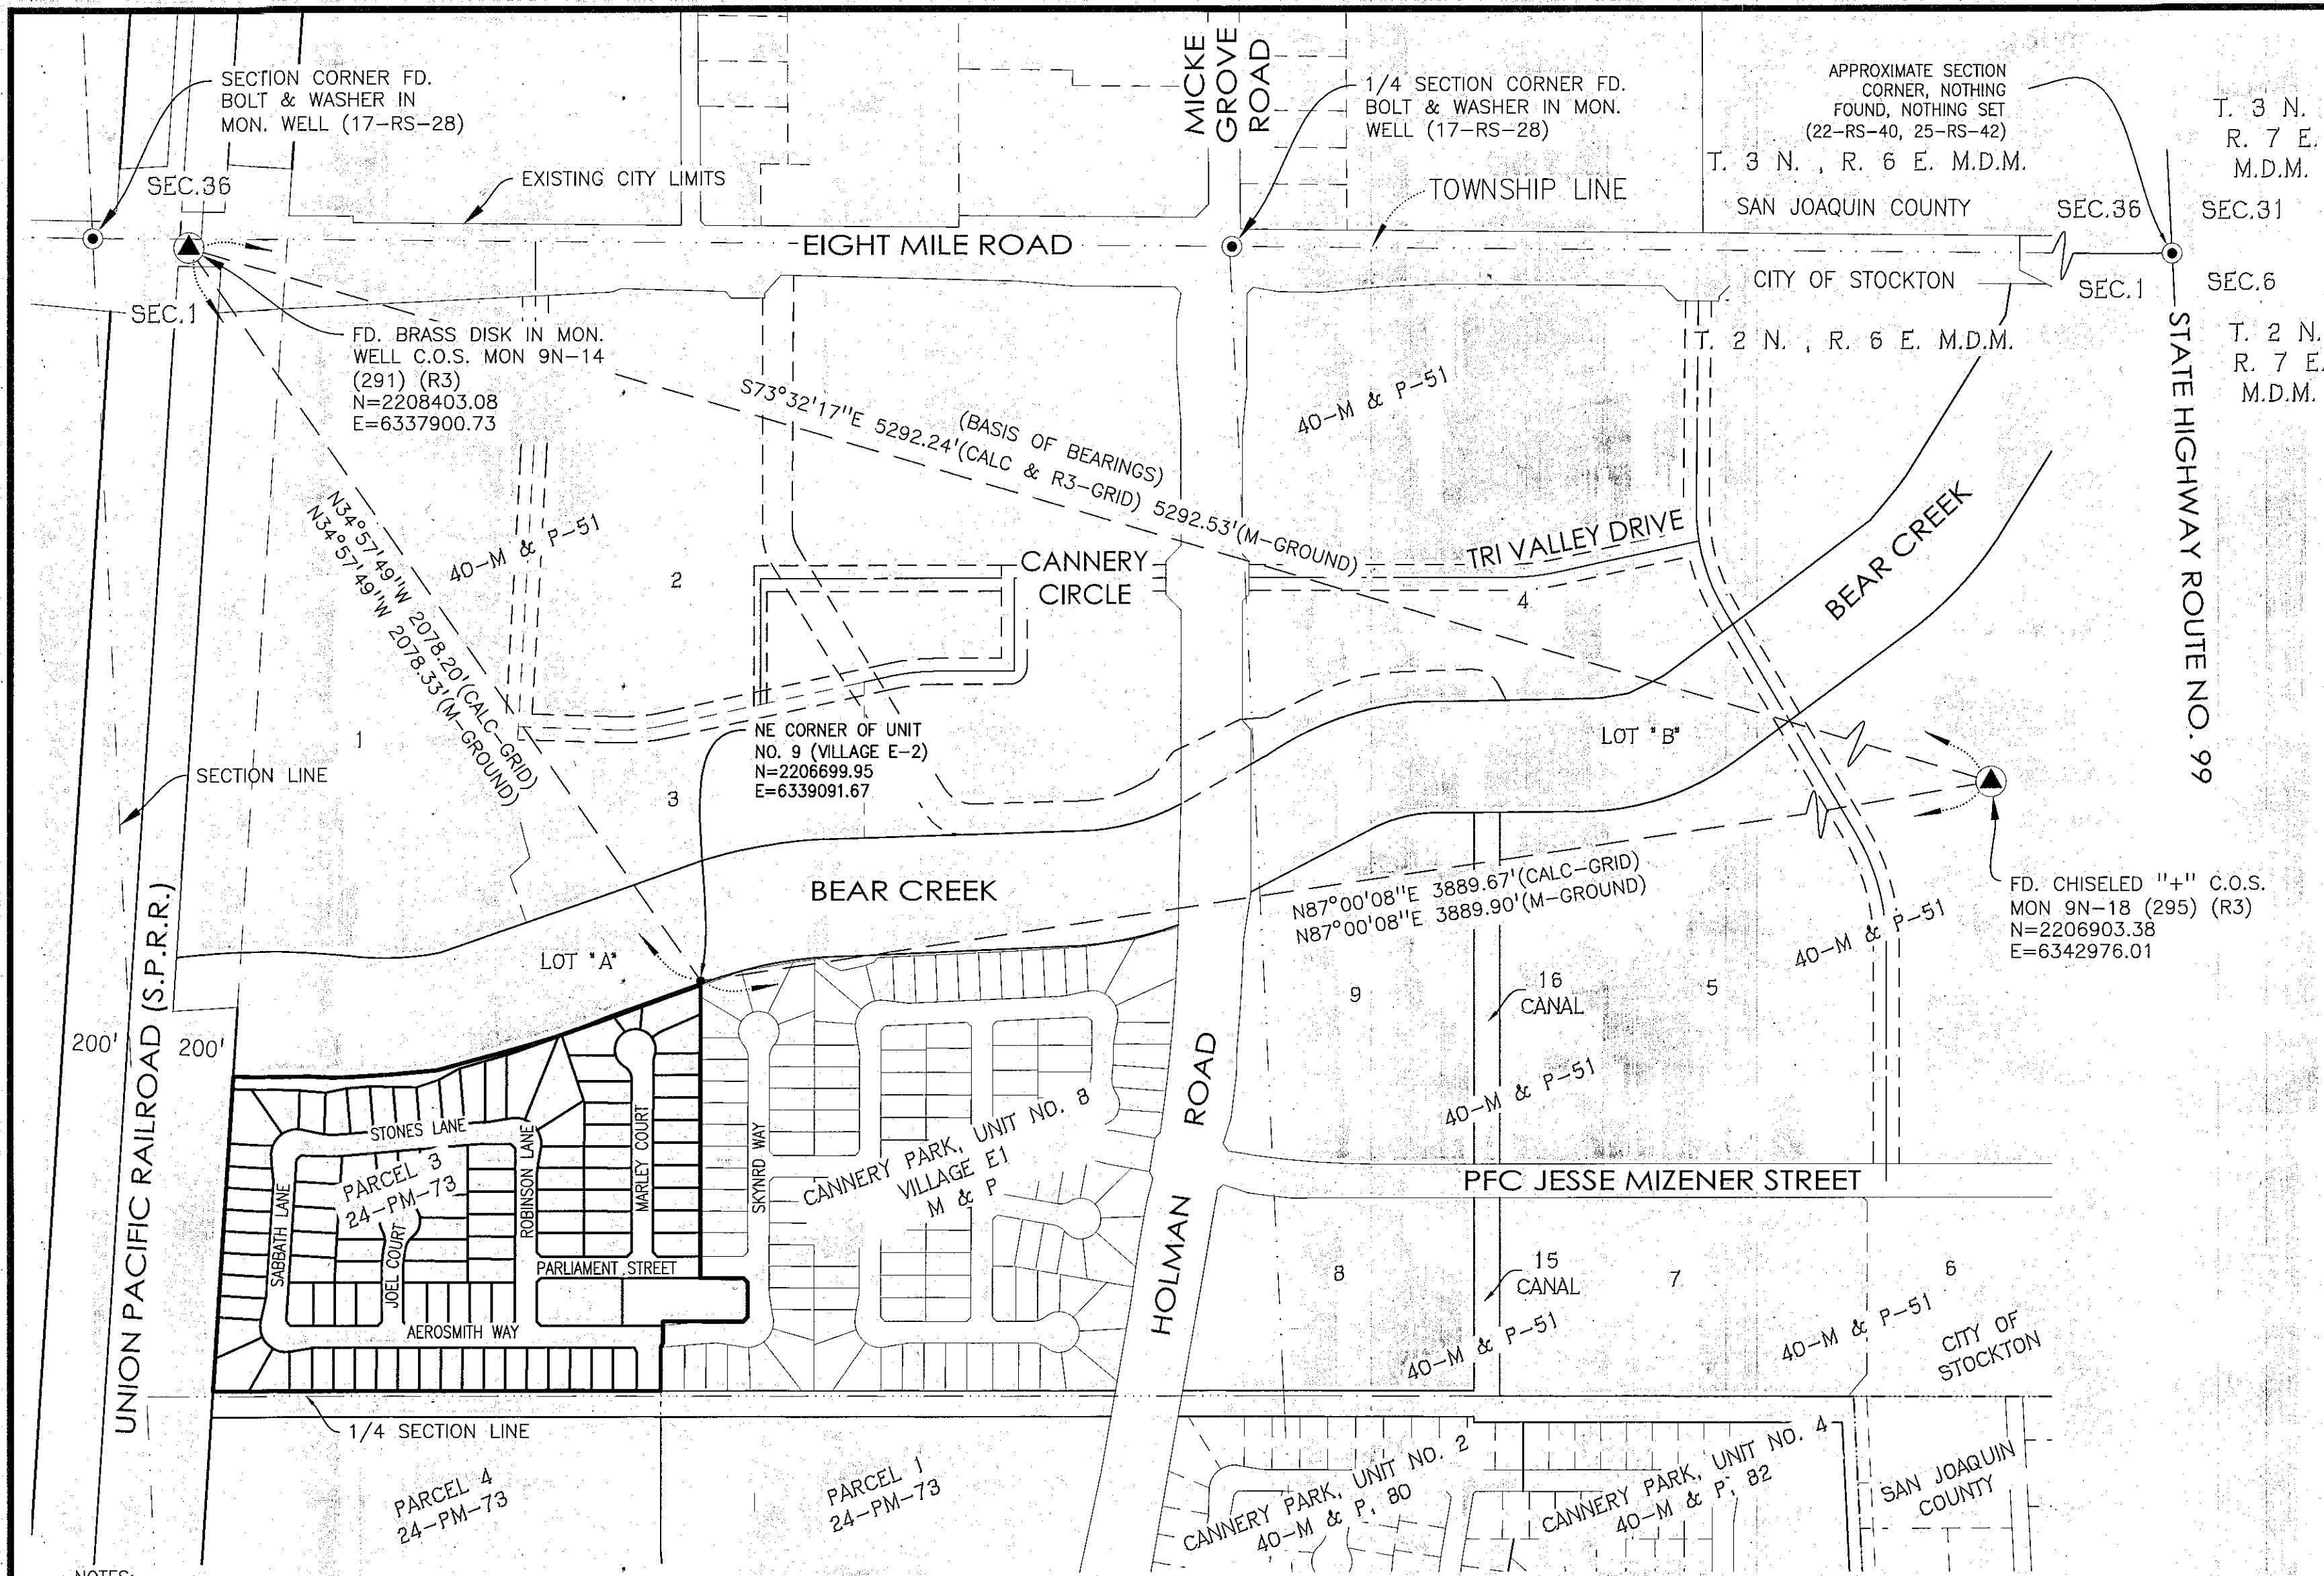 SECTION CORNER FD.
BOLT & WASHER IN
MON. WELL (17-RS-28)
MICKE
GROVE
ROAD
1/4 SECTION CORNER FD.
BOLT & WASHER IN MON.
WELL (17-RS-28)
APPROXIMATE SECTION
CORNER, NOTHING
FOUND, NOTHING SET
(22-RS-40, 25-RS-42)
T. 3 N. , R. 6 E. M.D.M.
T. 3 N.
R. 7 E.
M.D.M.
SEC.36
EXISTING CITY LIMITS
TOWNSHIP LINE
SAN JOAQUIN COUNTY
SEC.36
SEC.31
EIGHT MILE ROAD
CITY OF STOCKTON
SEC.1
SEC.6
SEC.1
T. 2 N. , R. 6 E. M.D.M.
T. 2 N.
R. 7 E.
M.D.M.
STATE HIGHWAY ROUTE NO. 99
FD. BRASS DISK IN MON.
WELL C.O.S. MON 9N-14
(291) (R3)
N=2208403.08
E=6337900.73
(BASIS OF BEARINGS)
S73°32'17"E 5292.24'(CALC & R3-GRID) 5292.53'(M-GROUND)
40-M & P-51
N34°57'49"W 2078.20'(CALC-GRID)
N34°57'49"W 2078.33'(M-GROUND)
40-M & P-51
2
CANNERY
CIRCLE
TRI VALLEY DRIVE
4
BEAR CREEK
1
SECTION LINE
3
NE CORNER OF UNIT
NO. 9 (VILLAGE E-2)
N=2206699.95
E=6339091.67
LOT "B"
BEAR CREEK
N87°00'08"E 3889.67'(CALC-GRID)
N87°00'08"E 3889.90'(M-GROUND)
FD. CHISELED "+" C.O.S.
MON 9N-18 (295) (R3)
N=2206903.38
E=6342976.01
40-M & P-51
LOT "A"
9
16
CANAL
5
40-M & P-51
200'
200'
UNION PACIFIC RAILROAD (S.P.R.R.)
STONES LANE
PARCEL 3
24-PM-73
SABBATH LANE
JOEL COURT
ROBINSON LANE
MARLEY COURT
SKYNRD WAY
PARLIAMENT STREET
AEROSMITH WAY
CANNERY PARK, UNIT NO. 8
VILLAGE E1
M & P
HOLMAN ROAD
PFC JESSE MIZENER STREET
8
15
CANAL
7
6
40-M & P-51
40-M & P-51
CITY OF
STOCKTON
1/4 SECTION LINE
PARCEL 4
24-PM-73
PARCEL 1
24-PM-73
CANNERY PARK, UNIT NO. 2
40-M & P, 80
CANNERY PARK, UNIT NO. 4
40-M & P, 82
SAN JOAQUIN
COUNTY
NOTES: